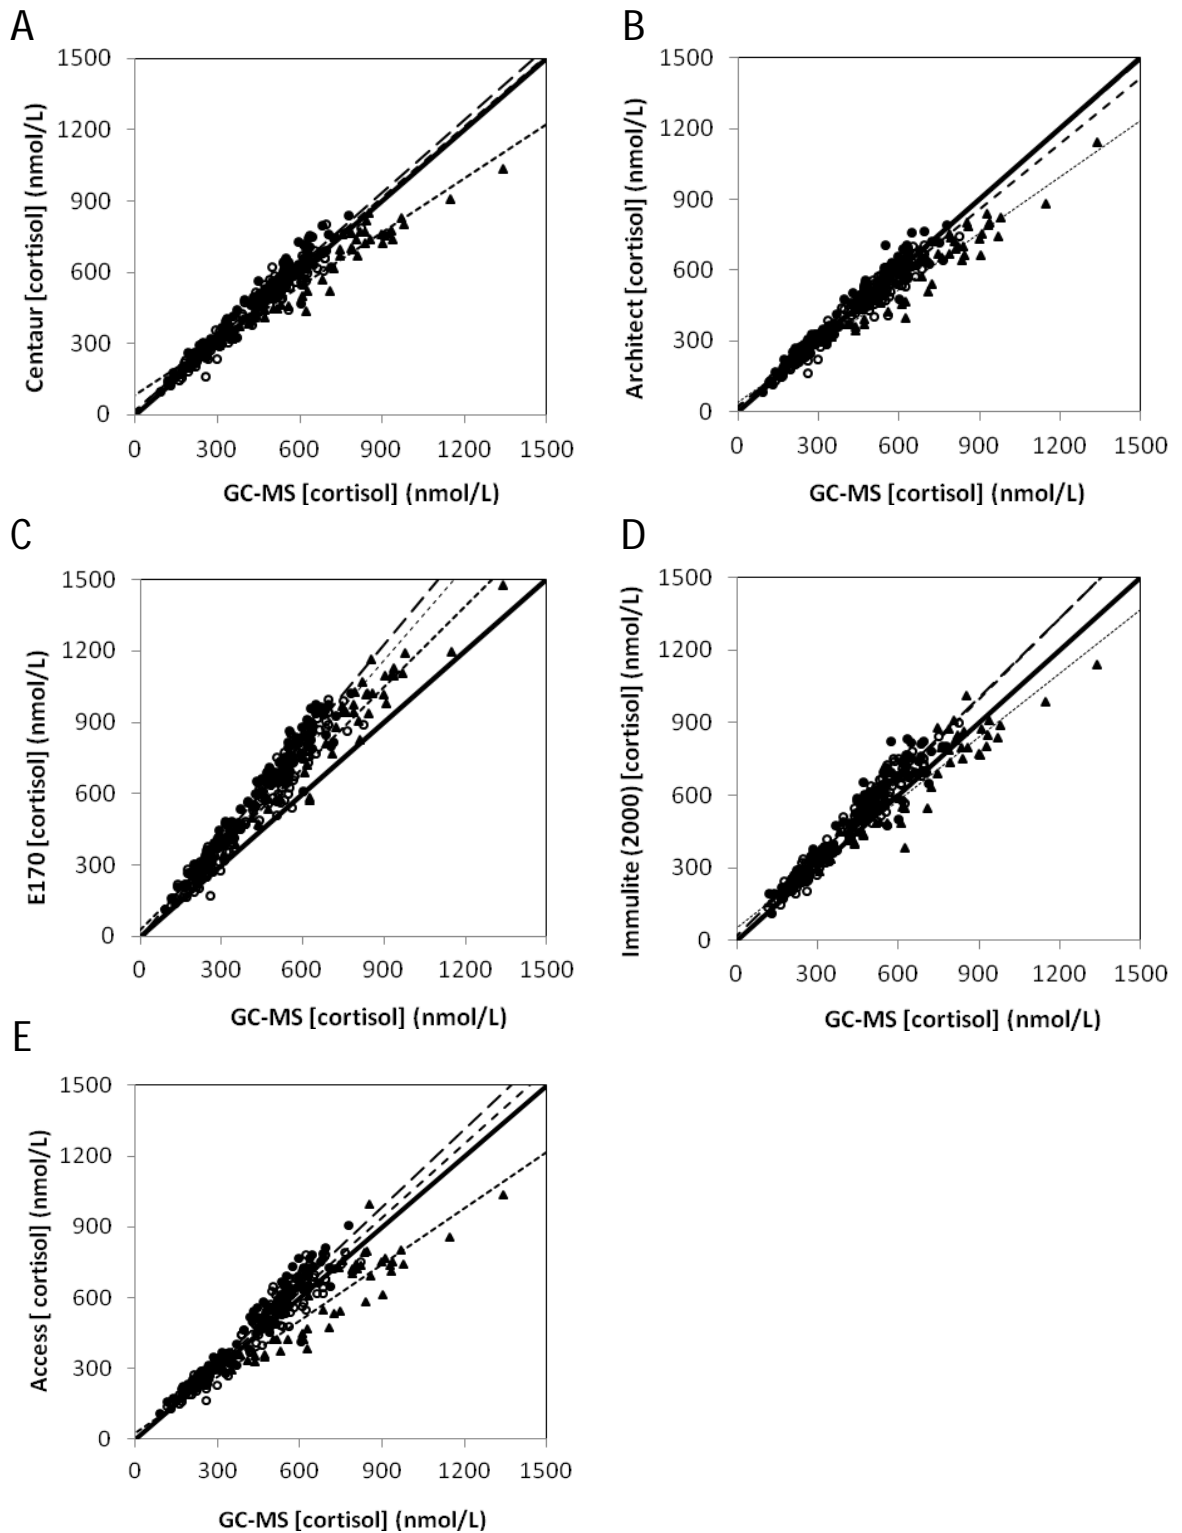 A
1500
1200
900
600
300
0
Centaur [cortisol] (nmol/L)
0 300 600 900 1200 1500
GC-MS [cortisol] (nmol/L)
B
1500
1200
900
600
300
0
Architect [cortisol] (nmol/L)
0 300 600 900 1200 1500
GC-MS [cortisol] (nmol/L)
C
1500
1200
900
600
300
0
E170 [cortisol] (nmol/L)
0 300 600 900 1200 1500
GC-MS [cortisol] (nmol/L)
D
1500
1200
900
600
300
0
Immulite (2000) [cortisol] (nmol/L)
0 300 600 900 1200 1500
GC-MS [cortisol] (nmol/L)
E
1500
1200
900
600
300
0
Access [ cortisol] (nmol/L)
0 300 600 900 1200 1500
GC-MS [cortisol] (nmol/L)